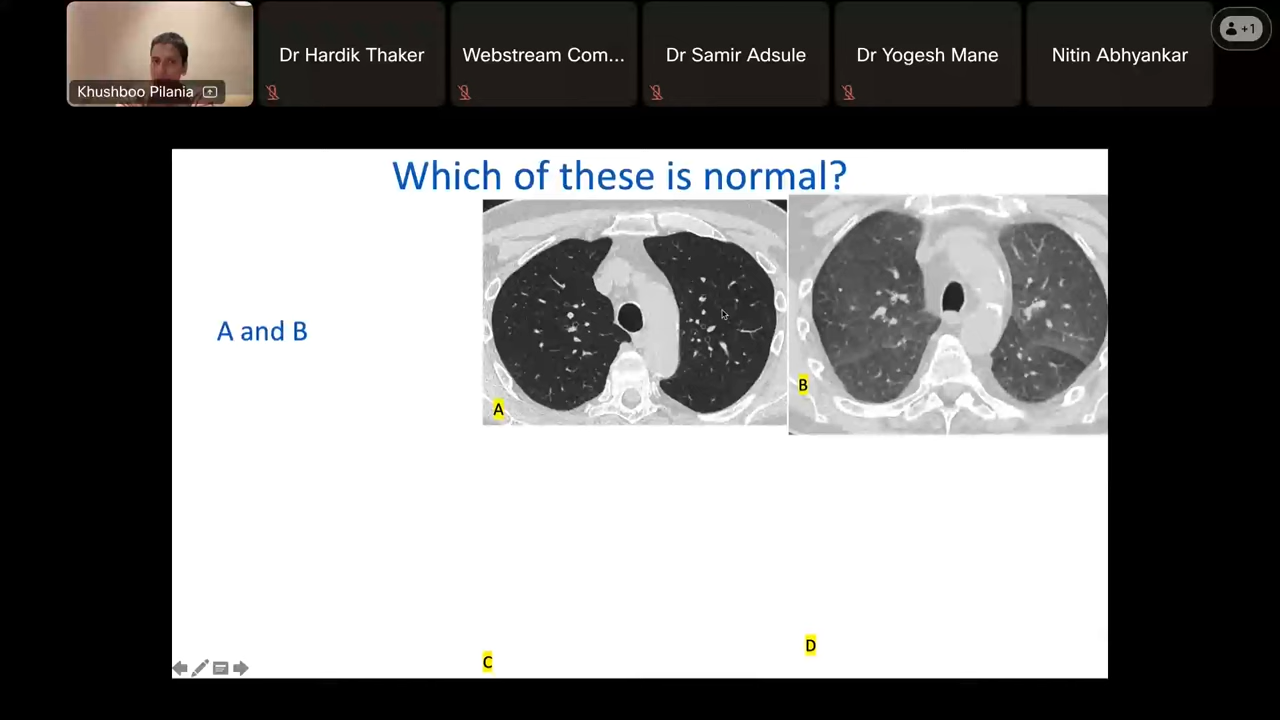 Khushboo Pilania
Dr Hardik Thaker
Webstream Com...
Dr Samir Adsule
Dr Yogesh Mane
Nitin Abhyankar
+1
Which of these is normal?
A and B
A
B
C
D